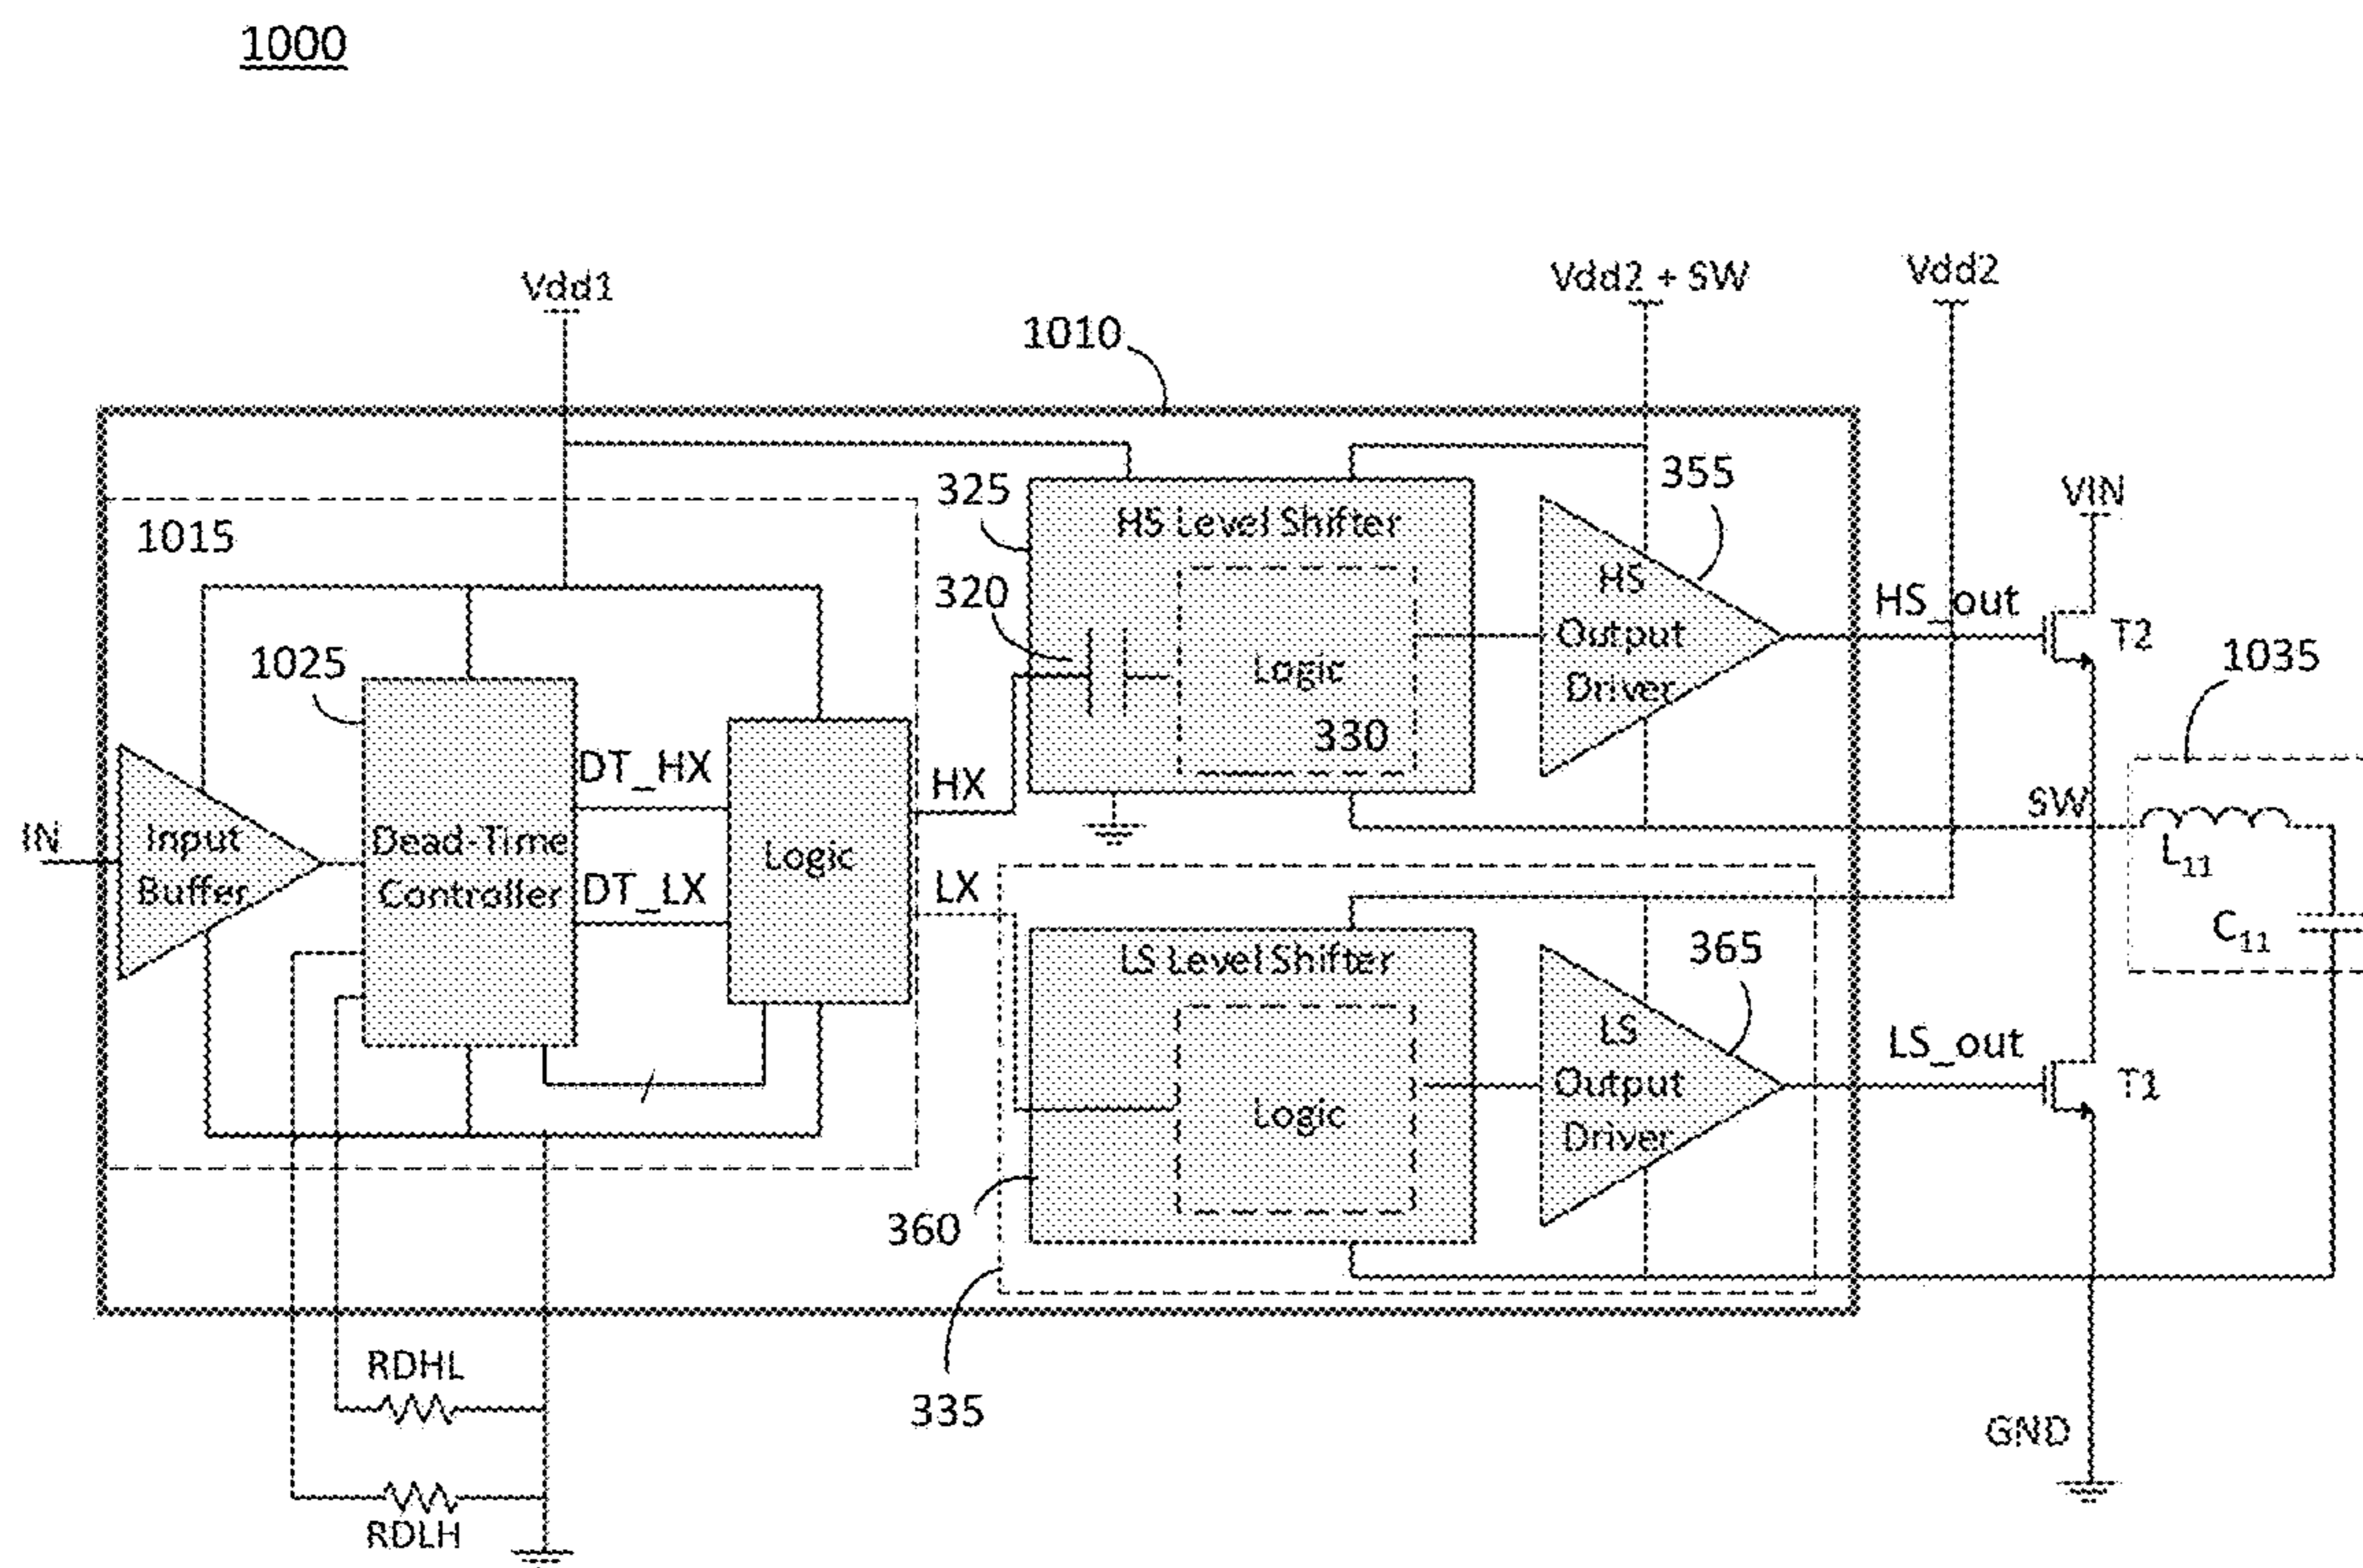 1000
Vdd1
Vdd2 + SW
Vdd2
1010
355
325
VIN
HS Level Shifter
1015
320
HS
Output
Driver
HS_out
T2
1025
Logic
330
1035
DT_HX
HX
SW
L11
IN
Input
Buffer
Dead-Time
Controller
Logic
DT_LX
LX
C11
LS Level Shifter
365
LS
Output
Driver
LS_out
T1
Logic
360
335
RDHL
GND
RDLH